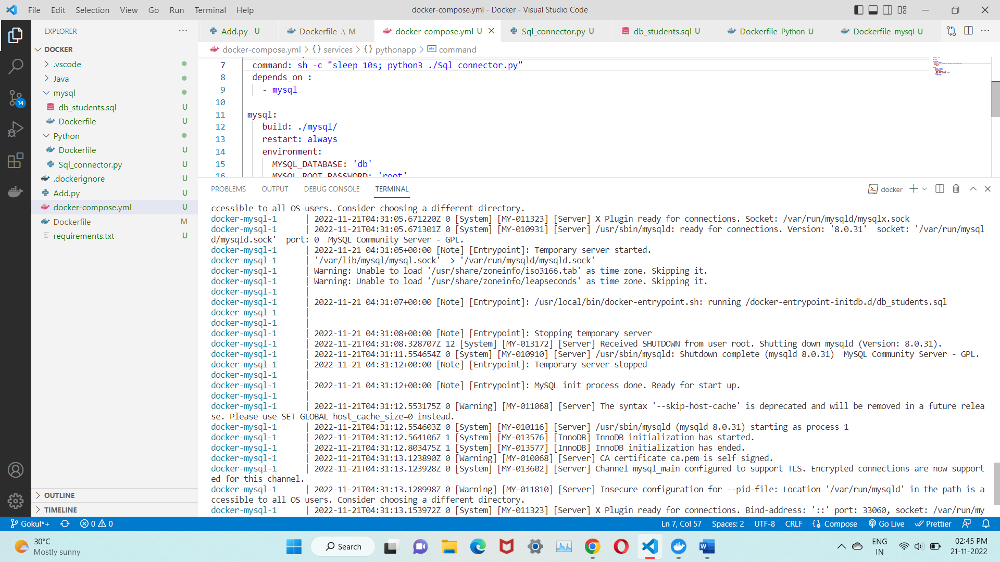 File Edit Selection View Go Run Terminal Help
docker-compose.yml - Docker - Visual Studio Code
EXPLORER
DOCKER
.vscode
Java
mysql
db_students.sql U
Dockerfile U
Python
Dockerfile U
Sql_connector.py U
.dockerignore U
Add.py U
docker-compose.yml U
Dockerfile M
requirements.txt U
OUTLINE
TIMELINE
14
Add.py U
Dockerfile .\ M
docker-compose.yml U
Sql_connector.py U
db_students.sql U
Dockerfile Python U
Dockerfile mysql U
docker-compose.yml > {} services > {} pythonapp > abc command
7 command: sh -c "sleep 10s; python3 ./Sql_connector.py"
8 depends_on :
9 - mysql
10
11 mysql:
12 build: ./mysql/
13 restart: always
14 environment:
15 MYSQL_DATABASE: 'db'
16 MYSQL_ROOT_PASSWORD: 'root'
PROBLEMS OUTPUT DEBUG CONSOLE TERMINAL
docker
ccessible to all OS users. Consider choosing a different directory.
docker-mysql-1 | 2022-11-21T04:31:05.671220Z 0 [System] [MY-011323] [Server] X Plugin ready for connections. Socket: /var/run/mysqld/mysqlx.sock
docker-mysql-1 | 2022-11-21T04:31:05.671301Z 0 [System] [MY-010931] [Server] /usr/sbin/mysqld: ready for connections. Version: '8.0.31'  socket: '/var/run/mysql
d/mysqld.sock'  port: 0  MySQL Community Server - GPL.
docker-mysql-1 | 2022-11-21 04:31:05+00:00 [Note] [Entrypoint]: Temporary server started.
docker-mysql-1 | '/var/lib/mysql/mysql.sock' -> '/var/run/mysqld/mysqld.sock'
docker-mysql-1 | Warning: Unable to load '/usr/share/zoneinfo/iso3166.tab' as time zone. Skipping it.
docker-mysql-1 | Warning: Unable to load '/usr/share/zoneinfo/leapseconds' as time zone. Skipping it.
docker-mysql-1 |
docker-mysql-1 | 2022-11-21 04:31:07+00:00 [Note] [Entrypoint]: /usr/local/bin/docker-entrypoint.sh: running /docker-entrypoint-initdb.d/db_students.sql
docker-mysql-1 |
docker-mysql-1 |
docker-mysql-1 | 2022-11-21 04:31:08+00:00 [Note] [Entrypoint]: Stopping temporary server
docker-mysql-1 | 2022-11-21T04:31:08.328707Z 12 [System] [MY-013172] [Server] Received SHUTDOWN from user root. Shutting down mysqld (Version: 8.0.31).
docker-mysql-1 | 2022-11-21T04:31:11.554654Z 0 [System] [MY-010910] [Server] /usr/sbin/mysqld: Shutdown complete (mysqld 8.0.31)  MySQL Community Server - GPL.
docker-mysql-1 | 2022-11-21 04:31:12+00:00 [Note] [Entrypoint]: Temporary server stopped
docker-mysql-1 |
docker-mysql-1 | 2022-11-21 04:31:12+00:00 [Note] [Entrypoint]: MySQL init process done. Ready for start up.
docker-mysql-1 |
docker-mysql-1 | 2022-11-21T04:31:12.553175Z 0 [Warning] [MY-011068] [Server] The syntax '--skip-host-cache' is deprecated and will be removed in a future relea
se. Please use SET GLOBAL host_cache_size=0 instead.
docker-mysql-1 | 2022-11-21T04:31:12.554603Z 0 [System] [MY-010116] [Server] /usr/sbin/mysqld (mysqld 8.0.31) starting as process 1
docker-mysql-1 | 2022-11-21T04:31:12.564106Z 1 [System] [MY-013576] [InnoDB] InnoDB initialization has started.
docker-mysql-1 | 2022-11-21T04:31:12.803475Z 1 [System] [MY-013577] [InnoDB] InnoDB initialization has ended.
docker-mysql-1 | 2022-11-21T04:31:13.123890Z 0 [Warning] [MY-010068] [Server] CA certificate ca.pem is self signed.
docker-mysql-1 | 2022-11-21T04:31:13.123928Z 0 [System] [MY-013602] [Server] Channel mysql_main configured to support TLS. Encrypted connections are now support
ed for this channel.
docker-mysql-1 | 2022-11-21T04:31:13.128998Z 0 [Warning] [MY-011810] [Server] Insecure configuration for --pid-file: Location '/var/run/mysqld' in the path is a
ccessible to all OS users. Consider choosing a different directory.
docker-mysql-1 | 2022-11-21T04:31:13.153972Z 0 [System] [MY-011323] [Server] X Plugin ready for connections. Bind-address: '::' port: 33060, socket: /var/run/my
Gokul*+ 0 0 Ln 7, Col 57 Spaces: 2 UTF-8 CRLF Compose Go Live Prettier
30°C
Mostly sunny
Search
ENG
IN
02:45 PM
21-11-2022